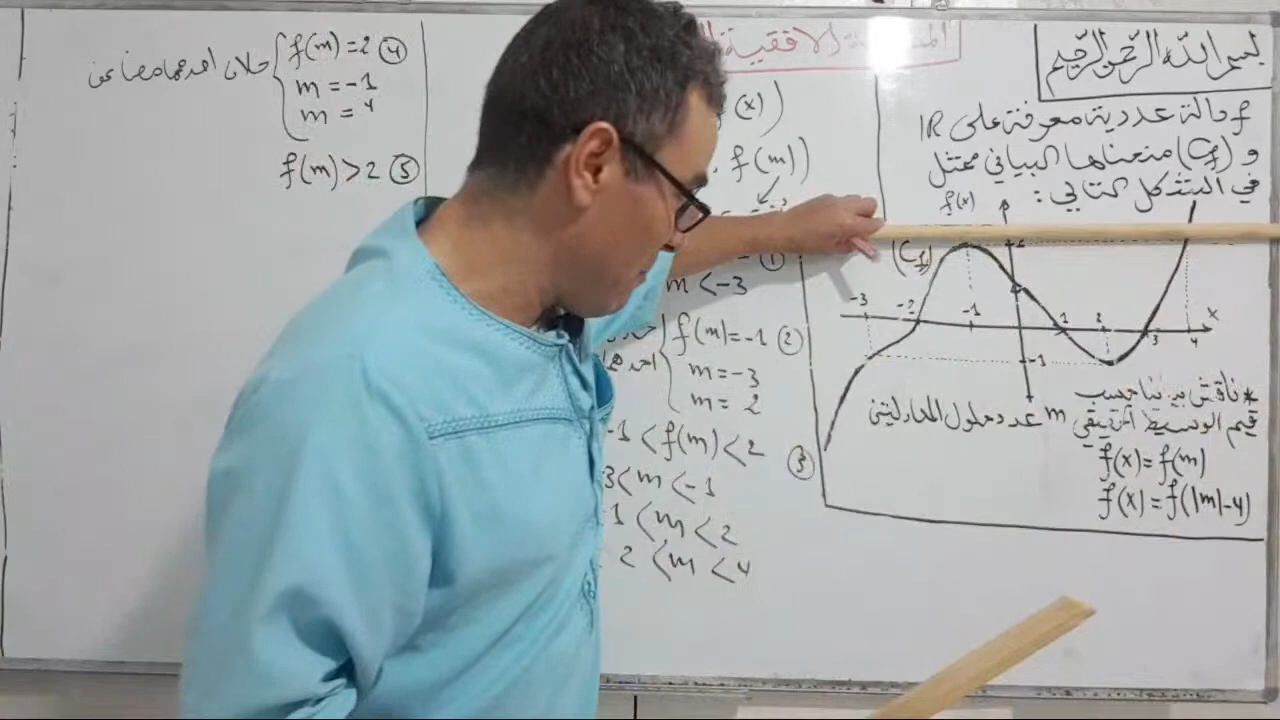 بسم الله الرحمن الرحيم
f دالة عددية معرفة على IR
و (Cf) منحناها البياني ممثل
في الشكل التالي :
f(x)
(Cf)
2
-3 -2 -1 1 2 3 4 x
-1
* ناقش بيانيا حسب
قيم الوسيط الحقيقي m عدد حلول المعادلتين
f(x)=f(m)
f(x)=f(|m|-4)
(x))
, f(m))
①
m <-3
f(m)=-1 ②
m=-3
m=2
③ -1 <f(m)<2
3<m<-1
1<m<2
2 <m<4
f(m)=2 ④
m=-1
m=4
حلان احدهما مضاعف
f(m)>2 ⑤